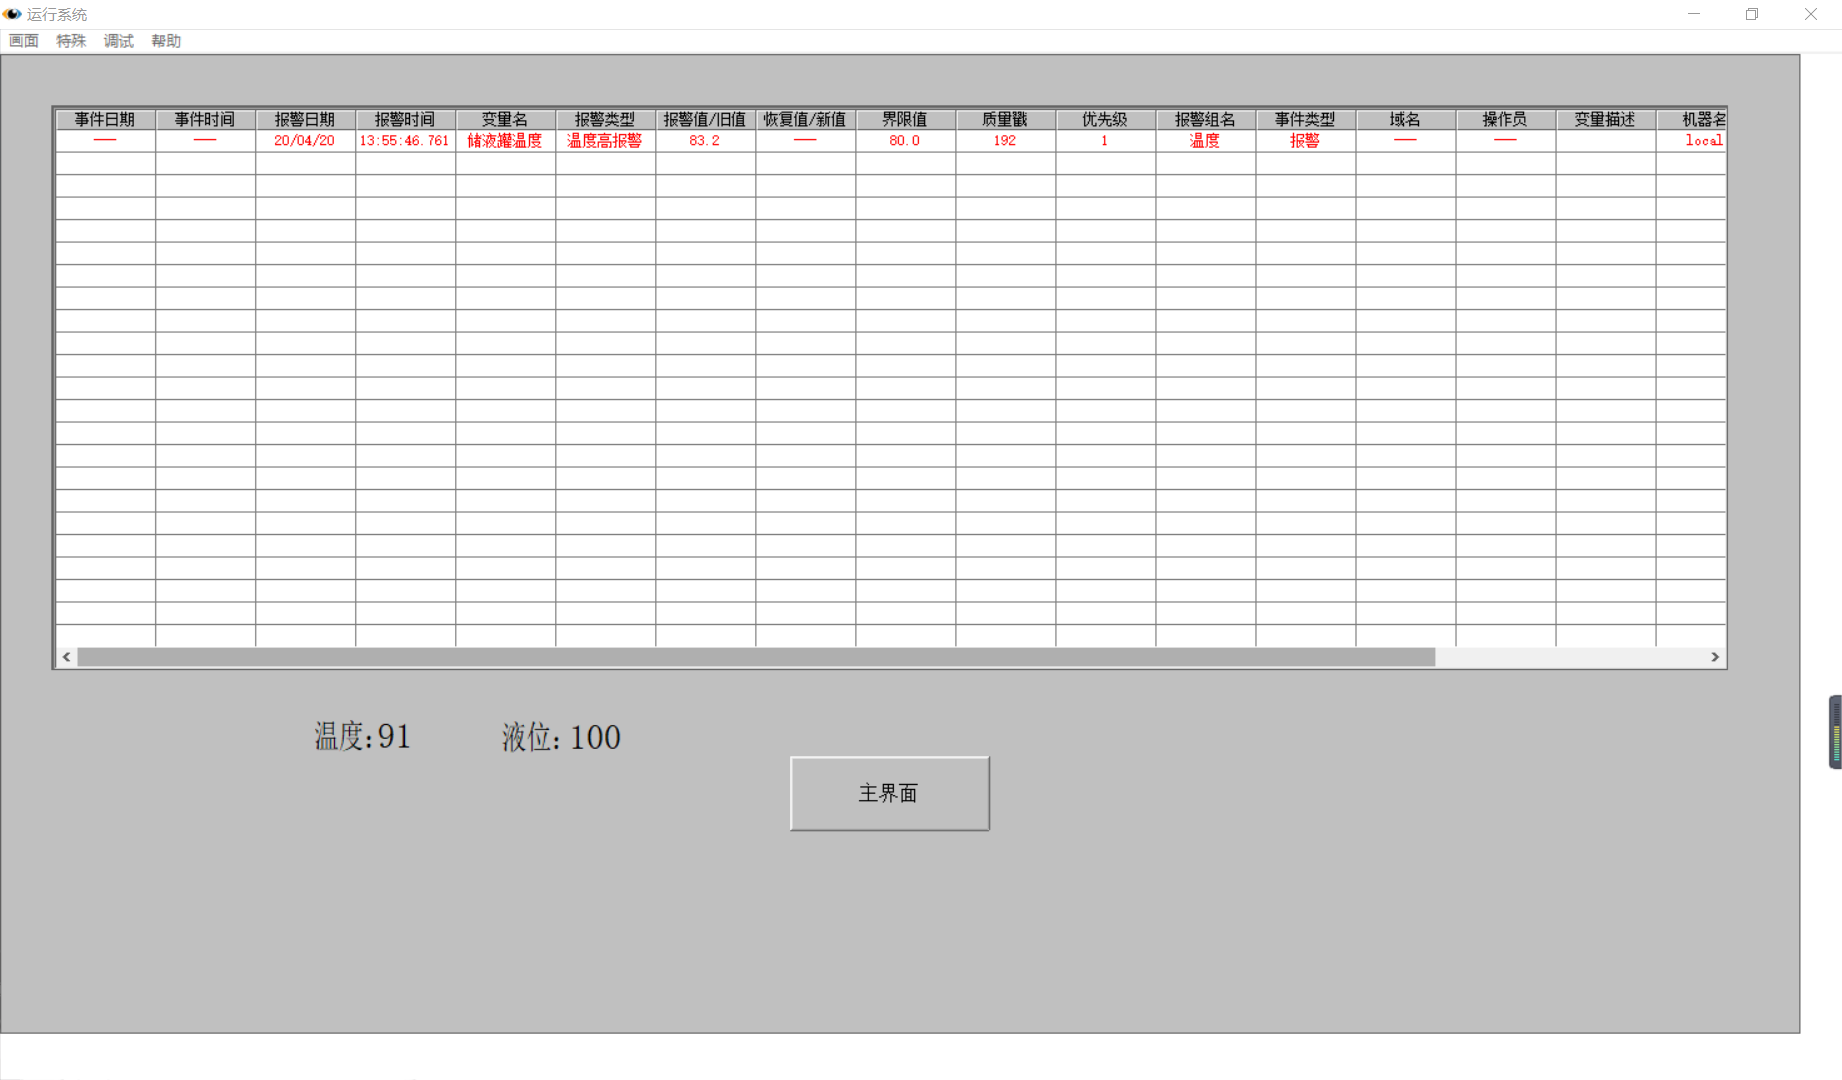 运行系统
画面 特殊 调试 帮助
事件日期 事件时间 报警日期 报警时间 变量名 报警类型 报警值/旧值 恢复值/新值 界限值 质量戳 优先级 报警组名 事件类型 域名 操作员 变量描述 机器名
—— —— 20/04/20 13:55:46.761 储液罐温度 温度高报警 83.2 —— 80.0 192 1 温度 报警 —— —— local
温度:91 液位: 100
主界面